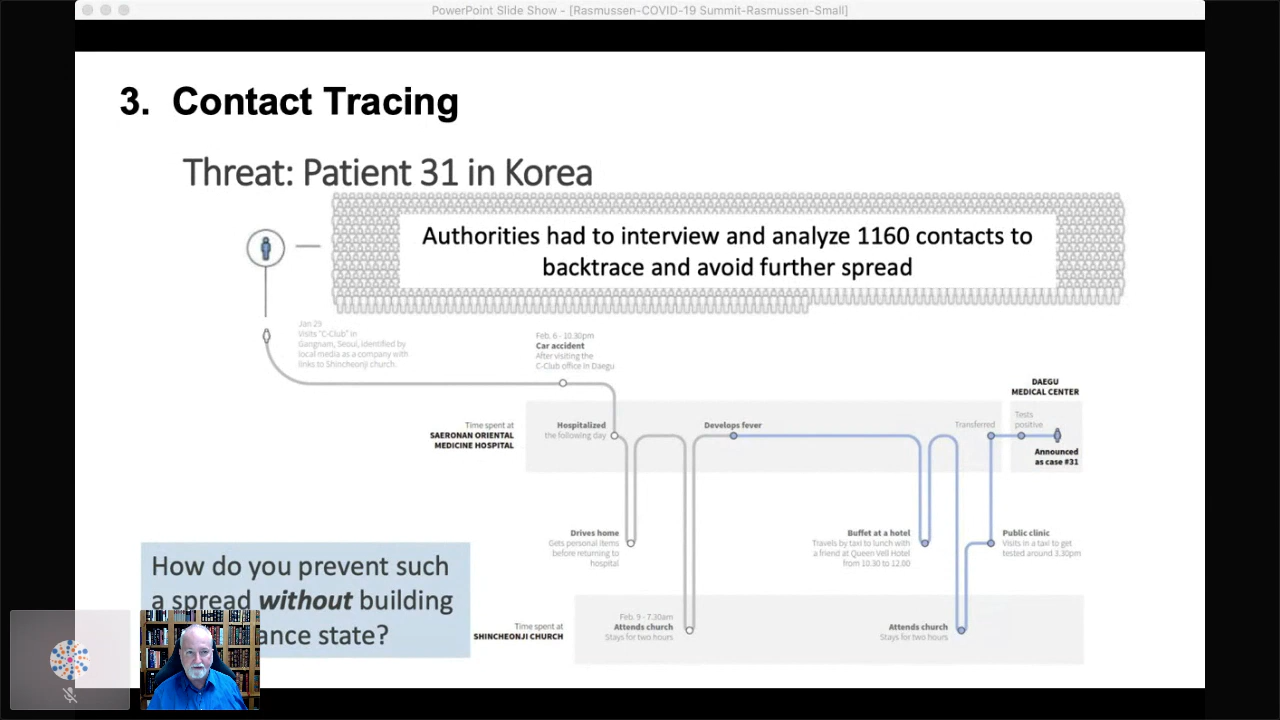 PowerPoint Slide Show - [Rasmussen-COVID-19 Summit-Rasmussen-Small]
3. Contact Tracing
Threat: Patient 31 in Korea
Authorities had to interview and analyze 1160 contacts to
backtrace and avoid further spread
Jan 29
Visits "C-Club" in
Gangnam, Seoul, identified by
local media as a company with
links to Shincheonji church.
Feb. 6 - 10.30pm
Car accident
After visiting the
C-Club office in Daegu
DAEGU
MEDICAL CENTER
Time spent at
SAERONAN ORIENTAL
MEDICINE HOSPITAL
Hospitalized
the following day
Develops fever
Transferred
Tests
positive
Announced
as case #31
Drives home
Gets personal items
before returning to
hospital
Buffet at a hotel
Travels by taxi to lunch with
a friend at Queen Vell Hotel
from 10.30 to 12.00
Public clinic
Visits in a taxi to get
tested around 3.30pm
How do you prevent such
a spread without building
ance state?
Time spent at
SHINCHEONJI CHURCH
Feb. 9 - 7.30am
Attends church
Stays for two hours
Attends church
Stays for two hours